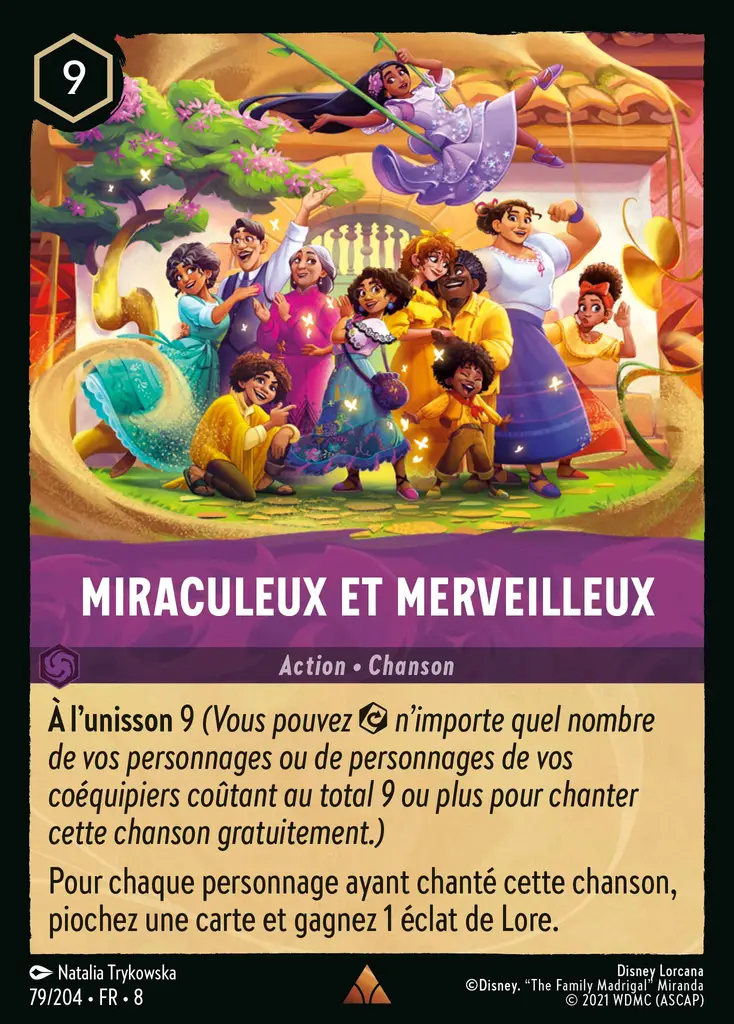 9
MIRACULEUX ET MERVEILLEUX
Action • Chanson
À l'unisson 9 (Vous pouvez n'importe quel nombre
de vos personnages ou de personnages de vos
coéquipiers coûtant au total 9 ou plus pour chanter
cette chanson gratuitement.)
Pour chaque personnage ayant chanté cette chanson,
piochez une carte et gagnez 1 éclat de Lore.
Natalia Trykowska
79/204 • FR • 8
Disney Lorcana
©Disney. “The Family Madrigal” Miranda
© 2021 WDMC (ASCAP)